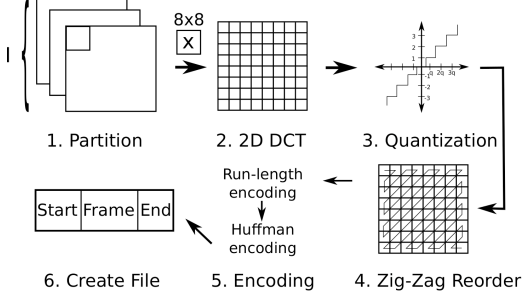 I
8x8
x
3
2
1
q 2q 3q
-1
-2
-3
1. Partition
2. 2D DCT
3. Quantization
Run-length
encoding
Huffman
encoding
Start Frame End
6. Create File
5. Encoding
4. Zig-Zag Reorder